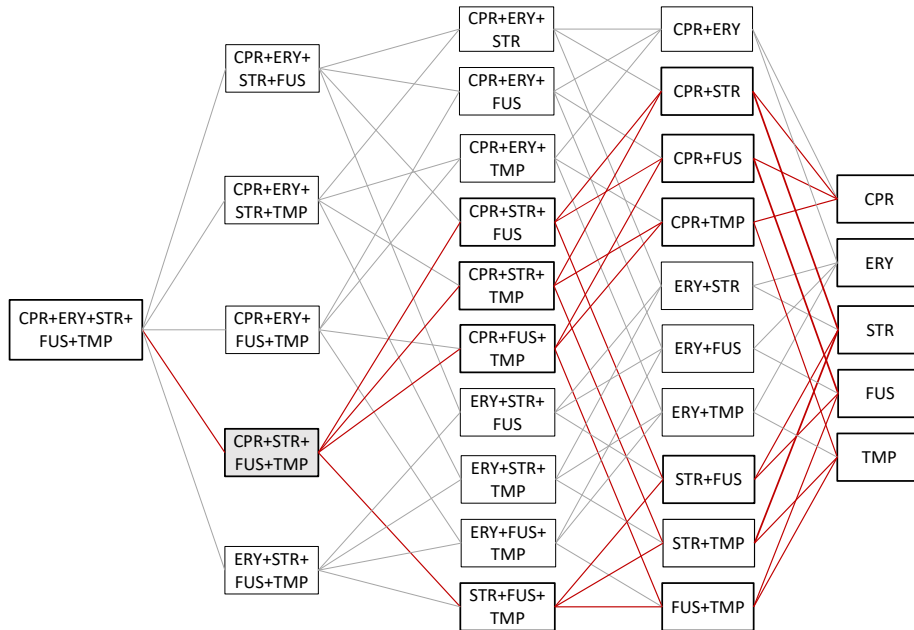 CPR+ERY+STR+
FUS+TMP
CPR+ERY+
STR+FUS
CPR+ERY+
STR+TMP
CPR+ERY+
FUS+TMP
CPR+STR+
FUS+TMP
ERY+STR+
FUS+TMP
CPR+ERY+
STR
CPR+ERY+
FUS
CPR+ERY+
TMP
CPR+STR+
FUS
CPR+STR+
TMP
CPR+FUS+
TMP
ERY+STR+
FUS
ERY+STR+
TMP
ERY+FUS+
TMP
STR+FUS+
TMP
CPR+ERY
CPR+STR
CPR+FUS
CPR+TMP
ERY+STR
ERY+FUS
ERY+TMP
STR+FUS
STR+TMP
FUS+TMP
CPR
ERY
STR
FUS
TMP